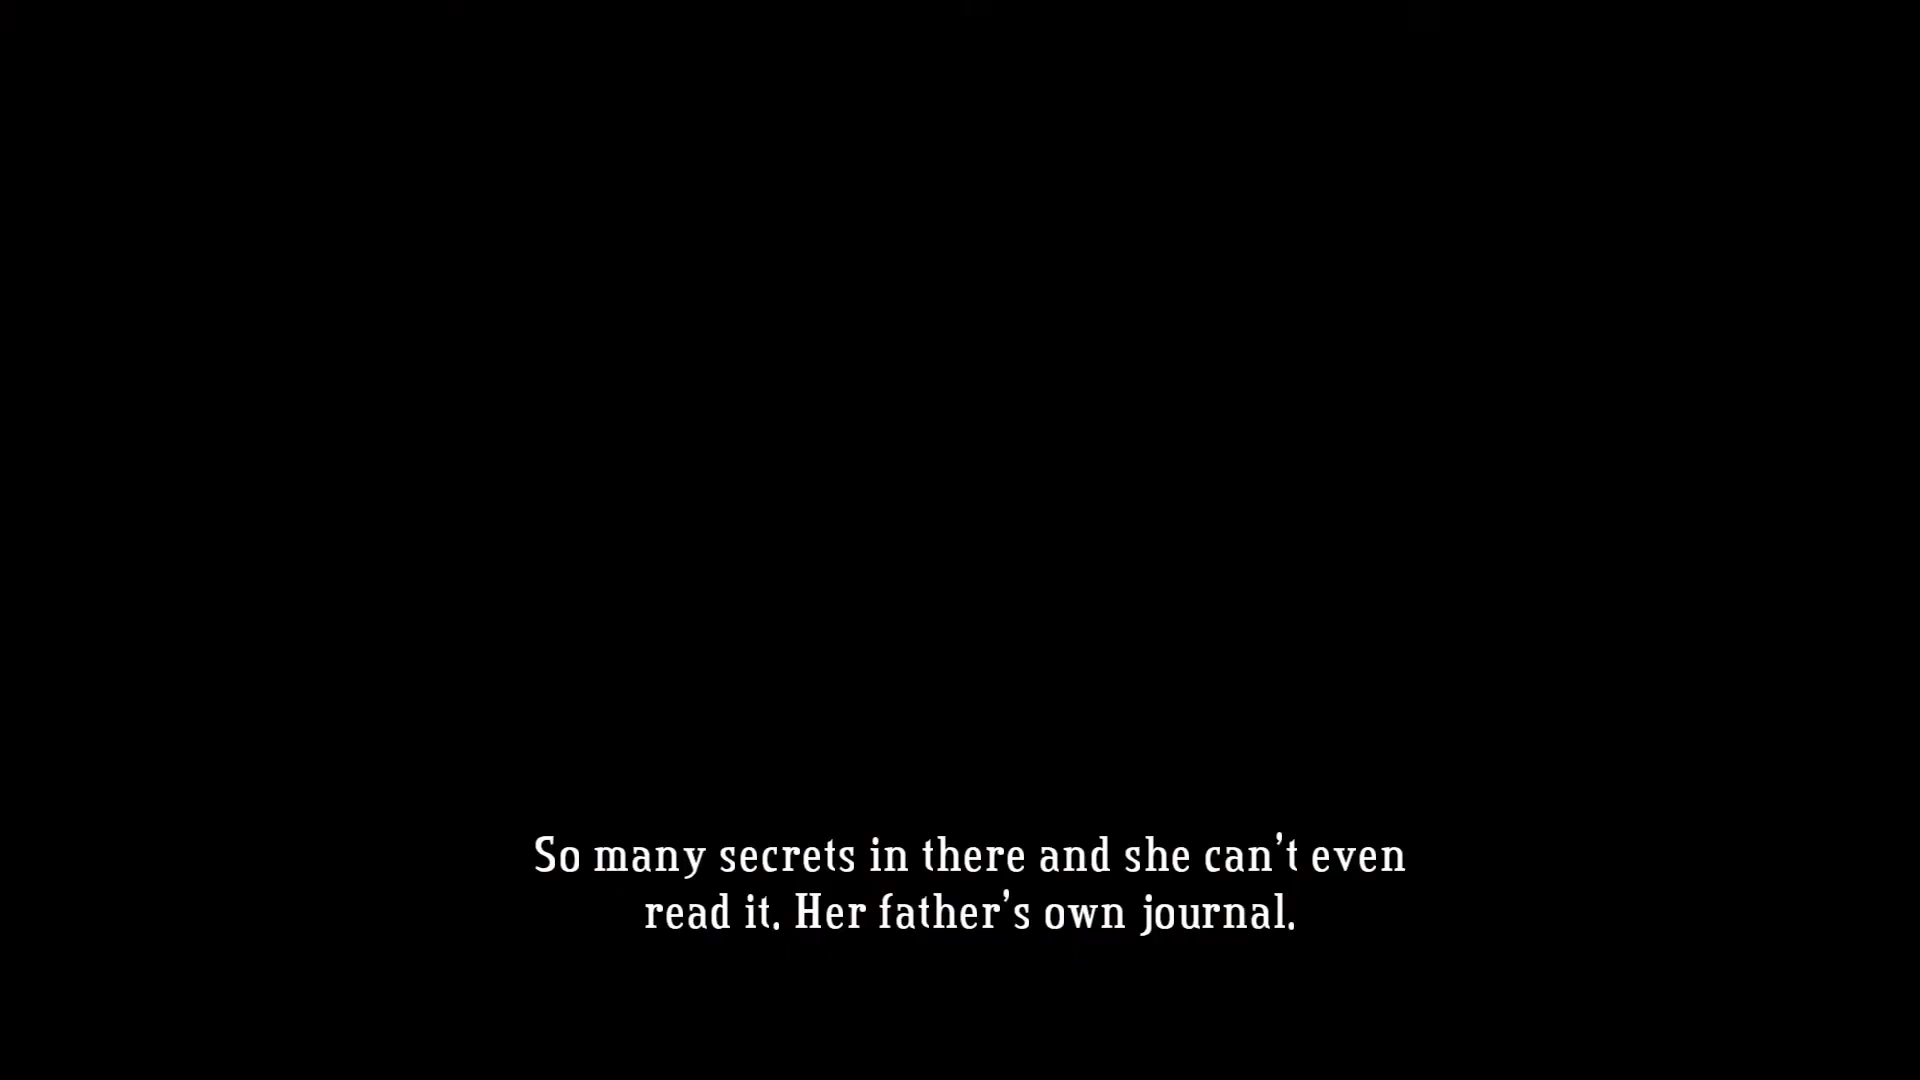 So many secrets in there and she can’t even
read it. Her father’s own journal.